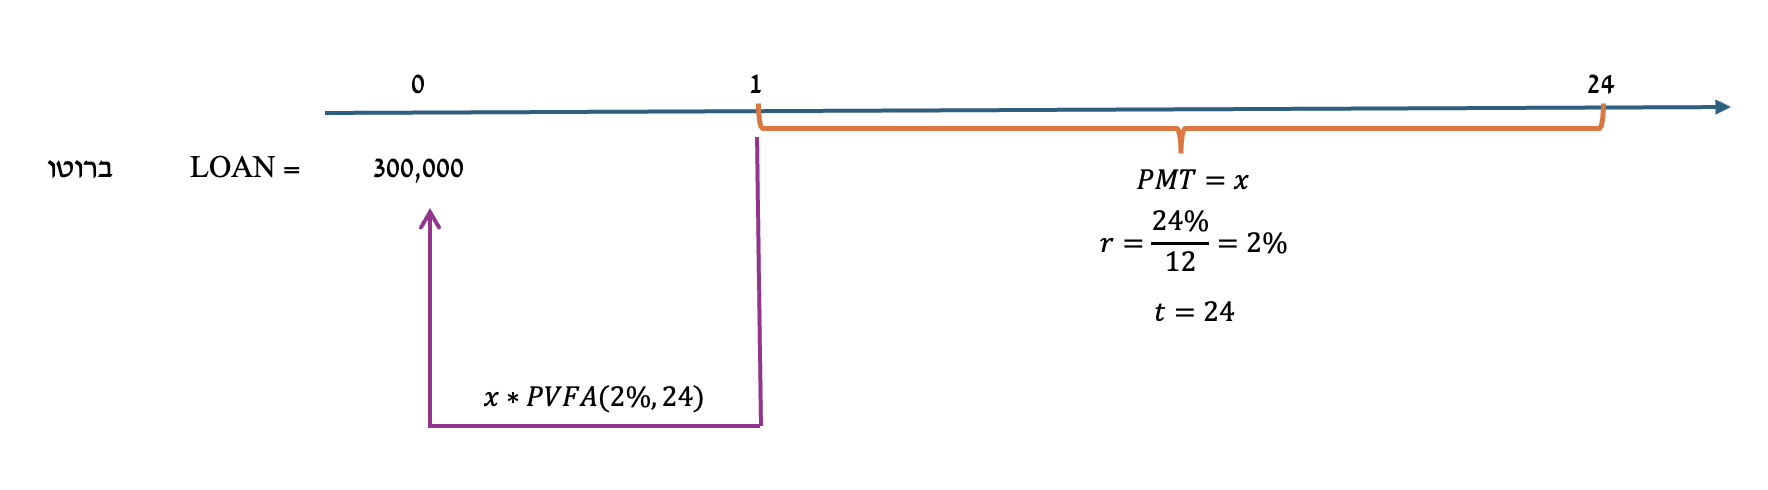 0 1 24
ברוטו LOAN = 300,000
PMT = x
r = 24%/12 = 2%
t = 24
x * PVFA(2%, 24)